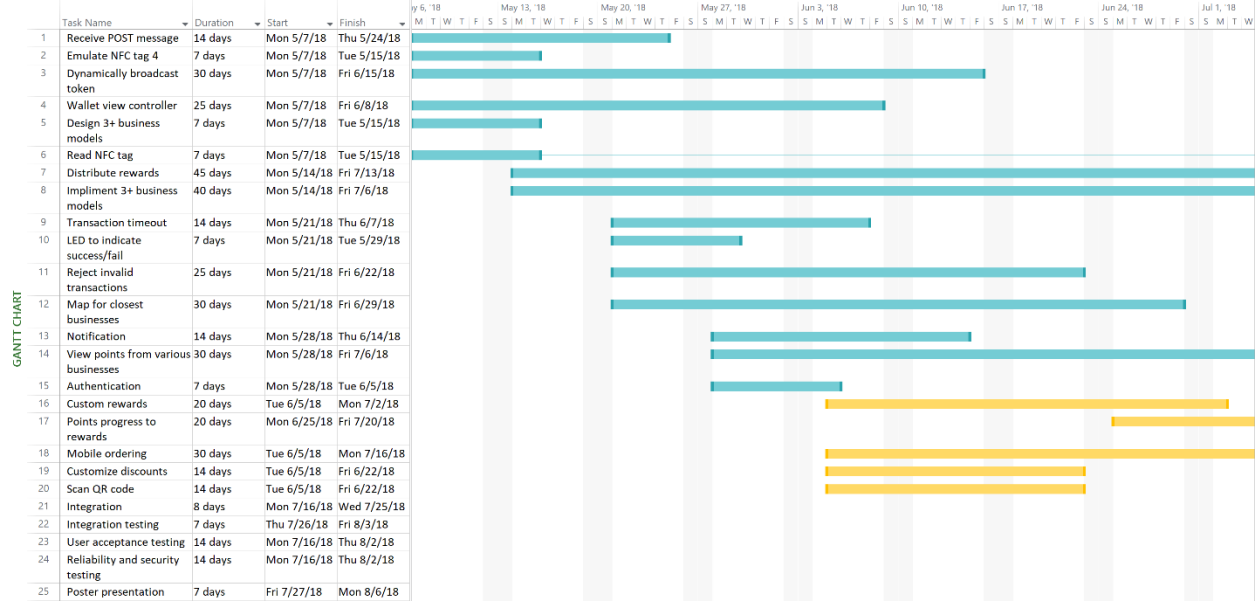 y 6, '18 May 13, '18 May 20, '18 May 27, '18 Jun 3, '18 Jun 10, '18 Jun 17, '18 Jun 24, '18 Jul 1, '18
Task Name Duration Start Finish M T W T F S S M T W T F S S M T W T F S S M T W T F S S M T W T F S S M T W T F S S M T W T F S S M T W T F S S M T W
1 Receive POST message 14 days Mon 5/7/18 Thu 5/24/18
2 Emulate NFC tag 4 7 days Mon 5/7/18 Tue 5/15/18
3 Dynamically broadcast 30 days Mon 5/7/18 Fri 6/15/18
token
4 Wallet view controller 25 days Mon 5/7/18 Fri 6/8/18
5 Design 3+ business 7 days Mon 5/7/18 Tue 5/15/18
models
6 Read NFC tag 7 days Mon 5/7/18 Tue 5/15/18
7 Distribute rewards 45 days Mon 5/14/18 Fri 7/13/18
8 Impliment 3+ business 40 days Mon 5/14/18 Fri 7/6/18
models
9 Transaction timeout 14 days Mon 5/21/18 Thu 6/7/18
10 LED to indicate 7 days Mon 5/21/18 Tue 5/29/18
success/fail
11 Reject invalid 25 days Mon 5/21/18 Fri 6/22/18
transactions
12 Map for closest 30 days Mon 5/21/18 Fri 6/29/18
businesses
13 Notification 14 days Mon 5/28/18 Thu 6/14/18
14 View points from various 30 days Mon 5/28/18 Fri 7/6/18
businesses
15 Authentication 7 days Mon 5/28/18 Tue 6/5/18
16 Custom rewards 20 days Tue 6/5/18 Mon 7/2/18
17 Points progress to 20 days Mon 6/25/18 Fri 7/20/18
rewards
18 Mobile ordering 30 days Tue 6/5/18 Mon 7/16/18
19 Customize discounts 14 days Tue 6/5/18 Fri 6/22/18
20 Scan QR code 14 days Tue 6/5/18 Fri 6/22/18
21 Integration 8 days Mon 7/16/18 Wed 7/25/18
22 Integration testing 7 days Thu 7/26/18 Fri 8/3/18
23 User acceptance testing 14 days Mon 7/16/18 Thu 8/2/18
24 Reliability and security 14 days Mon 7/16/18 Thu 8/2/18
testing
25 Poster presentation 7 days Fri 7/27/18 Mon 8/6/18
GANTT CHART